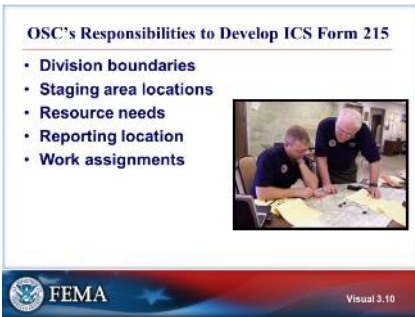 OSC's Responsibilities to Develop ICS Form 215
• Division boundaries
• Staging area locations
• Resource needs
• Reporting location
• Work assignments
FEMA
Visual 3.10